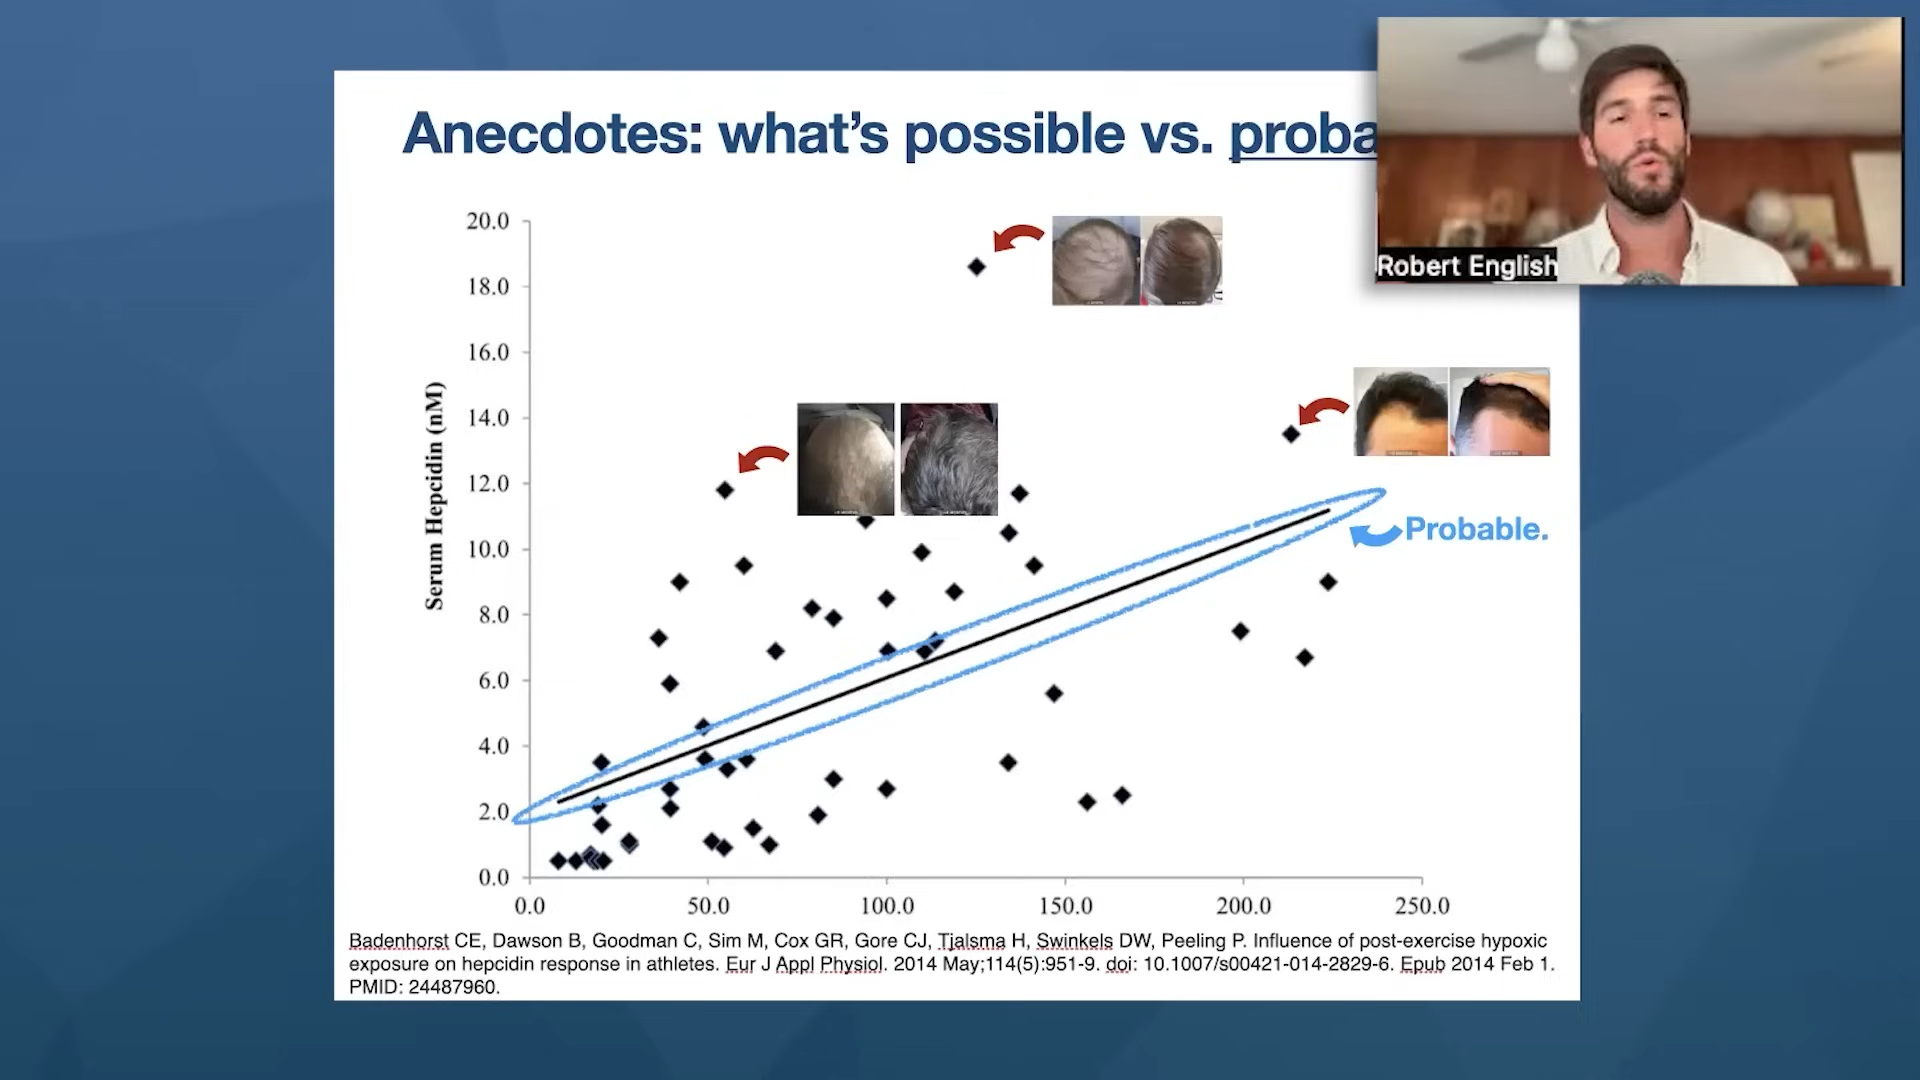 Anecdotes: what's possible vs. proba
Robert English
20.0
18.0
16.0
14.0
12.0
10.0
8.0
6.0
4.0
2.0
0.0
Serum Hepcidin (nM)
Probable.
0.0 50.0 100.0 150.0 200.0 250.0
Badenhorst CE, Dawson B, Goodman C, Sim M, Cox GR, Gore CJ, Tjalsma H, Swinkels DW, Peeling P. Influence of post-exercise hypoxic
exposure on hepcidin response in athletes. Eur J Appl Physiol. 2014 May;114(5):951-9. doi: 10.1007/s00421-014-2829-6. Epub 2014 Feb 1.
PMID: 24487960.